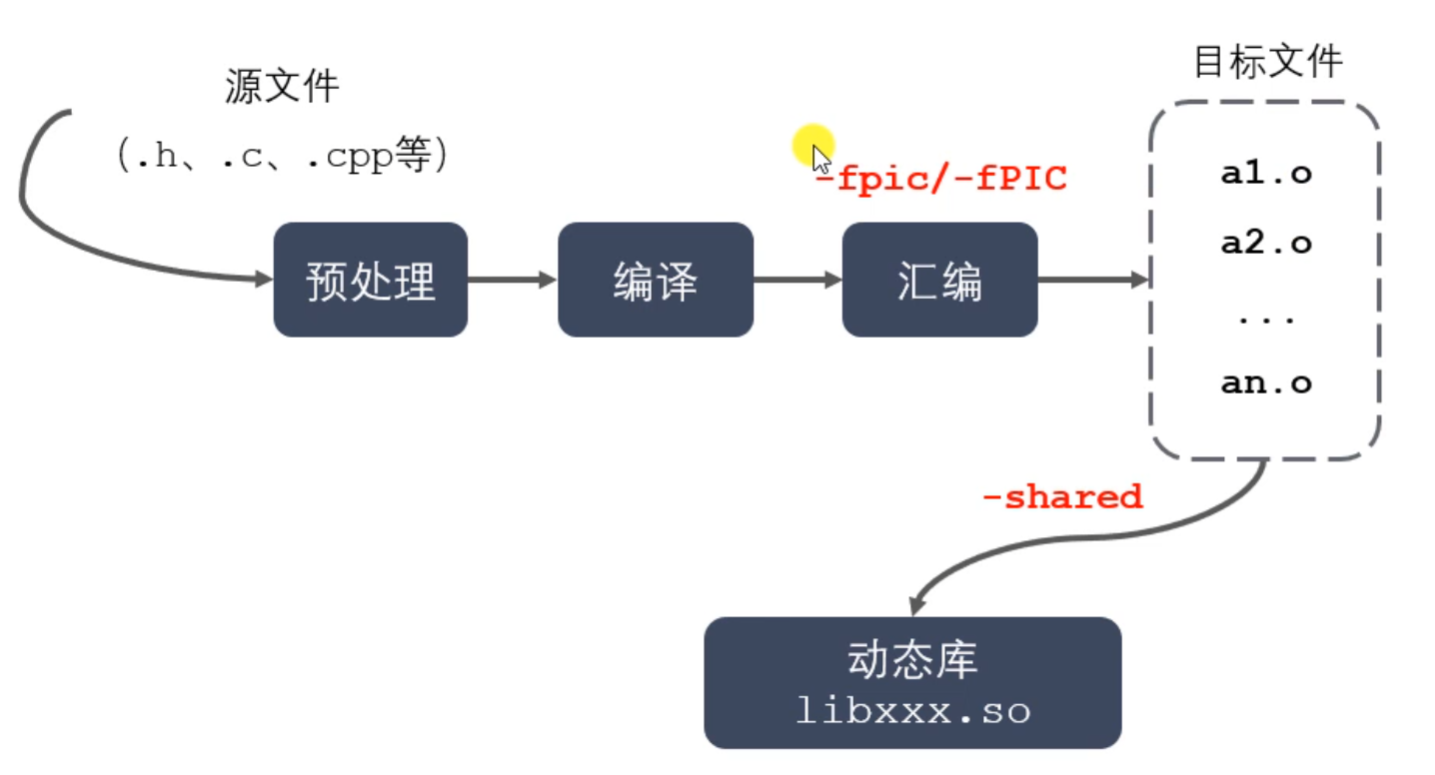 源文件
(.h、.c、.cpp等)
预处理
编译
-fpic/-fPIC
汇编
目标文件
a1.o
a2.o
...
an.o
-shared
动态库
libxxx.so